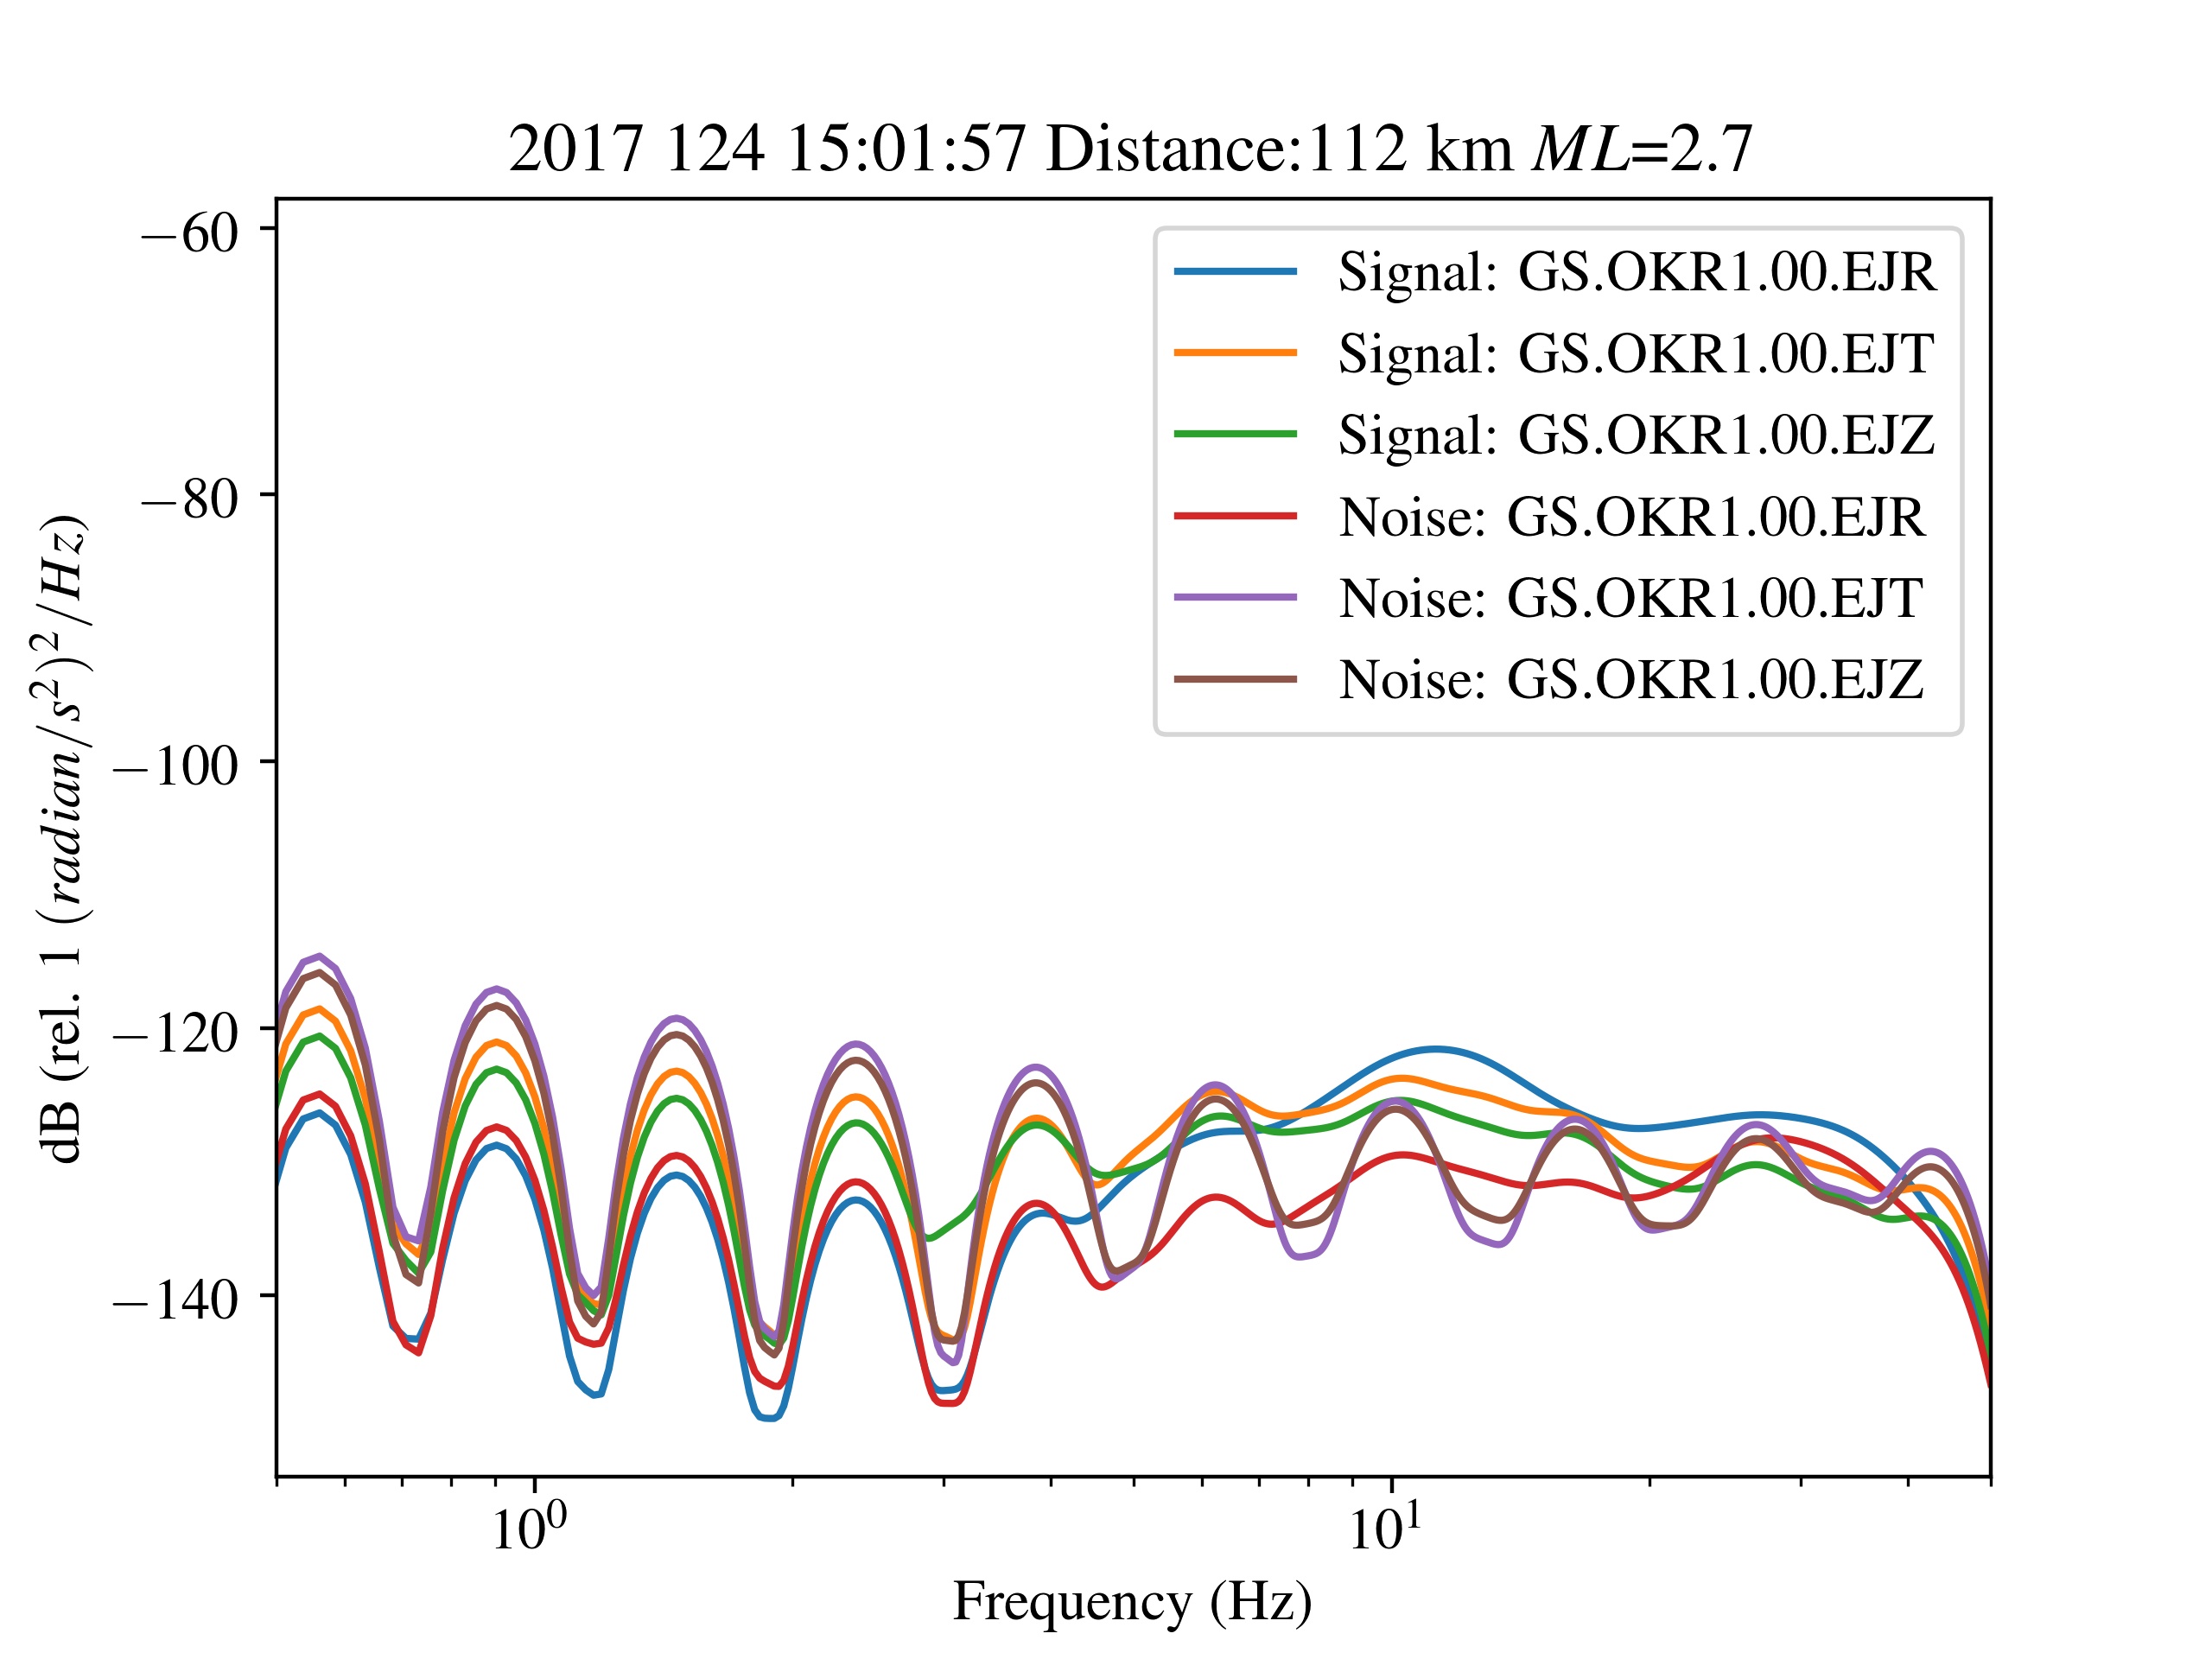 2017 124 15:01:57 Distance:112 km ML=2.7
dB (rel. 1 (radian/s²)²/Hz)
−60
−80
−100
−120
−140
Signal: GS.OKR1.00.EJR
Signal: GS.OKR1.00.EJT
Signal: GS.OKR1.00.EJZ
Noise: GS.OKR1.00.EJR
Noise: GS.OKR1.00.EJT
Noise: GS.OKR1.00.EJZ
10⁰ 10¹
Frequency (Hz)